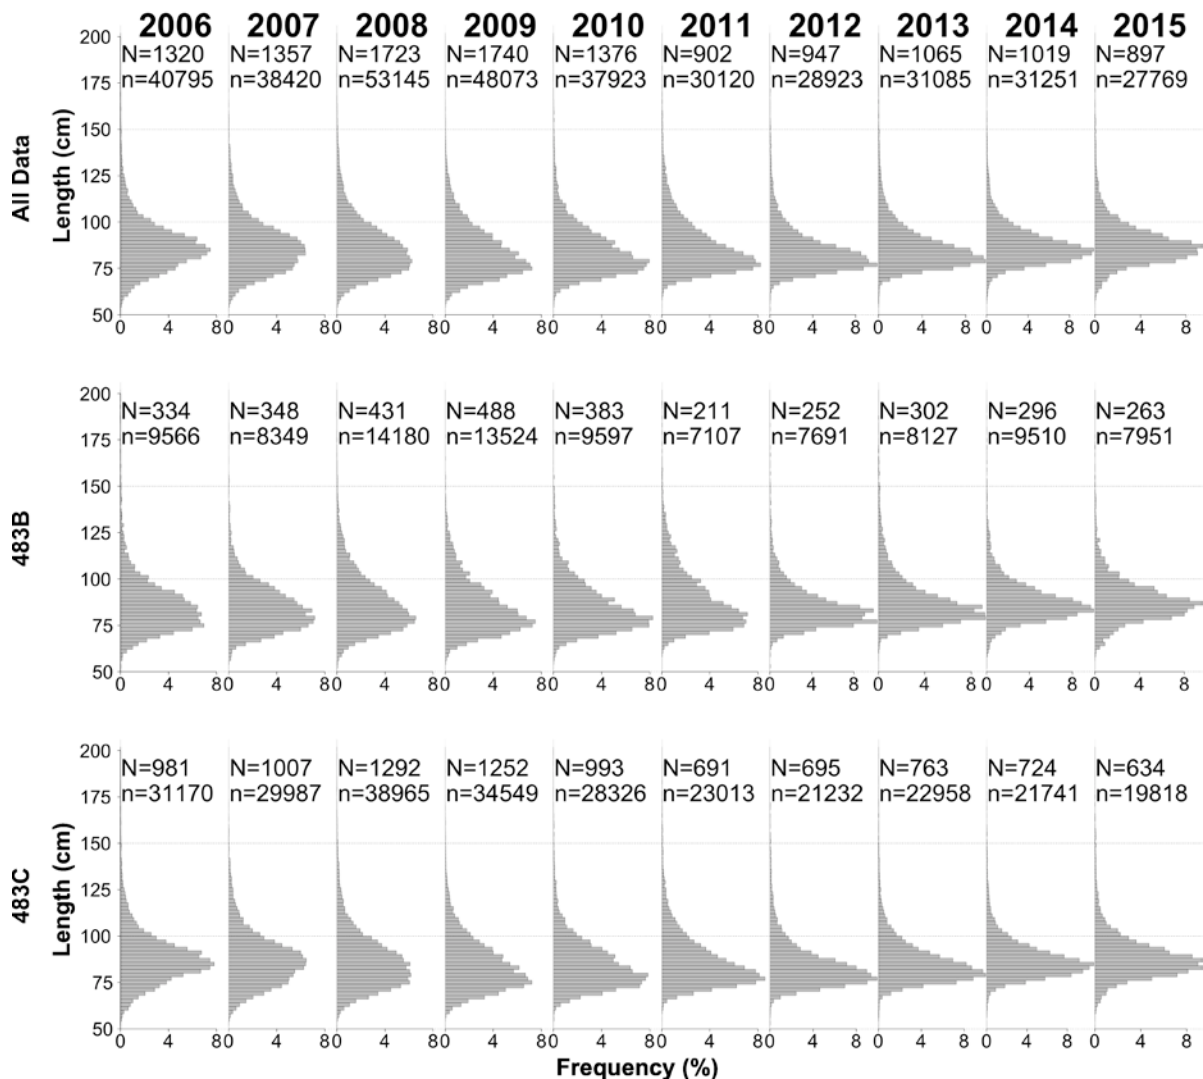 2006 2007 2008 2009 2010 2011 2012 2013 2014 2015
All Data
Length (cm)
200
175
150
125
100
75
50
N=1320 N=1357 N=1723 N=1740 N=1376 N=902 N=947 N=1065 N=1019 N=897
n=40795 n=38420 n=53145 n=48073 n=37923 n=30120 n=28923 n=31085 n=31251 n=27769
0 4 80 4 80 4 80 4 80 4 80 4 80 4 8 0 4 8 0 4 8 0 4 8
483B
200
175
150
125
100
75
50
N=334 N=348 N=431 N=488 N=383 N=211 N=252 N=302 N=296 N=263
n=9566 n=8349 n=14180 n=13524 n=9597 n=7107 n=7691 n=8127 n=9510 n=7951
0 4 80 4 80 4 80 4 80 4 80 4 80 4 8 0 4 8 0 4 8 0 4 8
483C
Length (cm)
200
175
150
125
100
75
50
N=981 N=1007 N=1292 N=1252 N=993 N=691 N=695 N=763 N=724 N=634
n=31170 n=29987 n=38965 n=34549 n=28326 n=23013 n=21232 n=22958 n=21741 n=19818
0 4 80 4 80 4 80 4 80 4 80 4 80 4 8 0 4 8 0 4 8 0 4 8
Frequency (%)